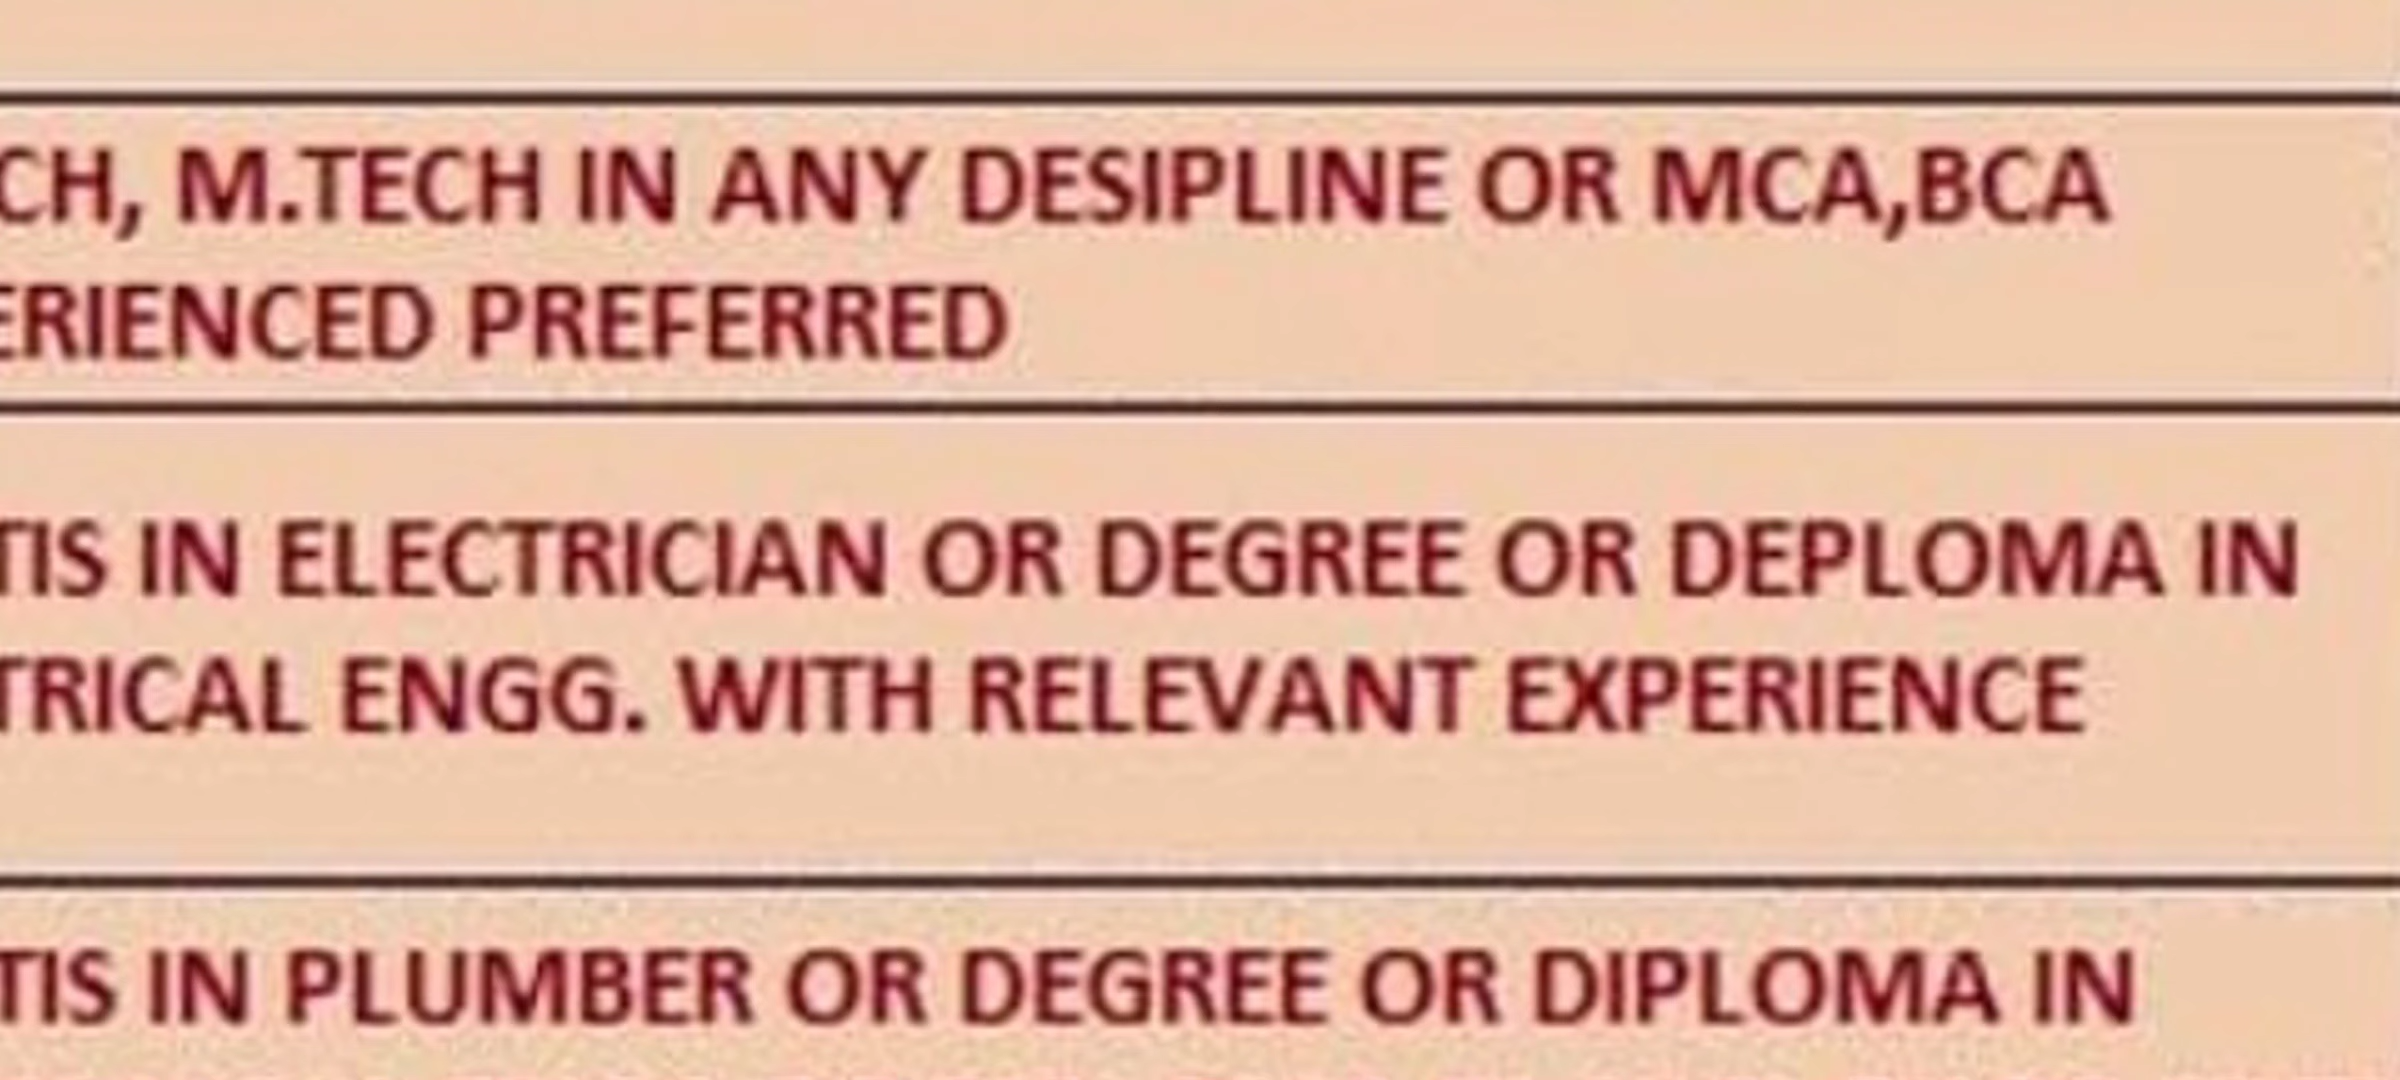 CH, M.TECH IN ANY DESIPLINE OR MCA,BCA
ERIENCED PREFERRED
TIS IN ELECTRICIAN OR DEGREE OR DEPLOMA IN
TRICAL ENGG. WITH RELEVANT EXPERIENCE
TIS IN PLUMBER OR DEGREE OR DIPLOMA IN